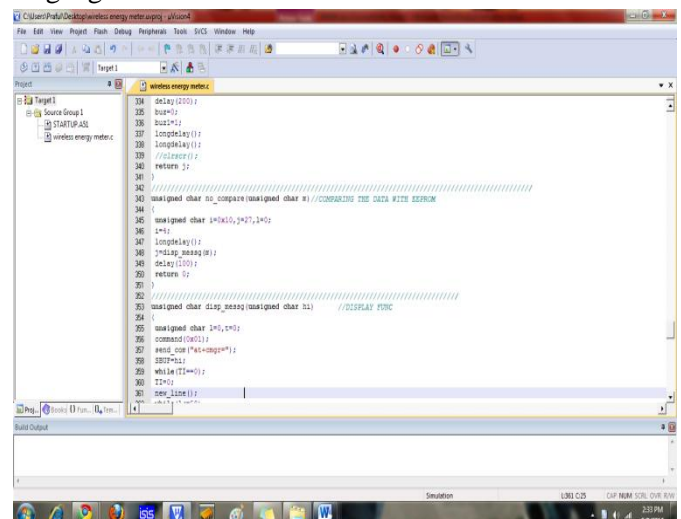 C:\Users\Praful\Desktop\wireless energy meter.uvproj - µVision4
File Edit View Project Flash Debug Peripherals Tools SVCS Window Help
Target 1
Project
wireless energy meter.c
Target 1
Source Group 1
STARTUP.A51
wireless energy meter.c
334 delay(200);
335 buz=0;
336 buz1=1;
337 longdelay();
338 longdelay();
339 //clrscr();
340 return j;
341 }
342 ////////////////////////////////////////////////////////////////////////////////////////////////
343 unsigned char no_compare(unsigned char m)//COMPARING THE DATA WITH EEPROM
344 {
345 unsigned char i=0x10,j=27,l=0;
346 i=4;
347 longdelay();
348 j=disp_messg(m);
349 delay(100);
350 return 0;
351 }
352 //////////////////////////////////////////////////////////////////////////////
353 unsigned char disp_messg(unsigned char hi) //DISPLAY FUNC
354 {
355 unsigned char l=0,t=0;
356 command(0x01);
357 send_com("at+cmgr=");
358 SBUF=hi;
359 while(TI==0);
360 TI=0;
361 new_line();
Proj... Books Fun... Tem...
Build Output
Simulation L:361 C:25 CAP NUM SCRL OVR R/W
isis
2:33 PM